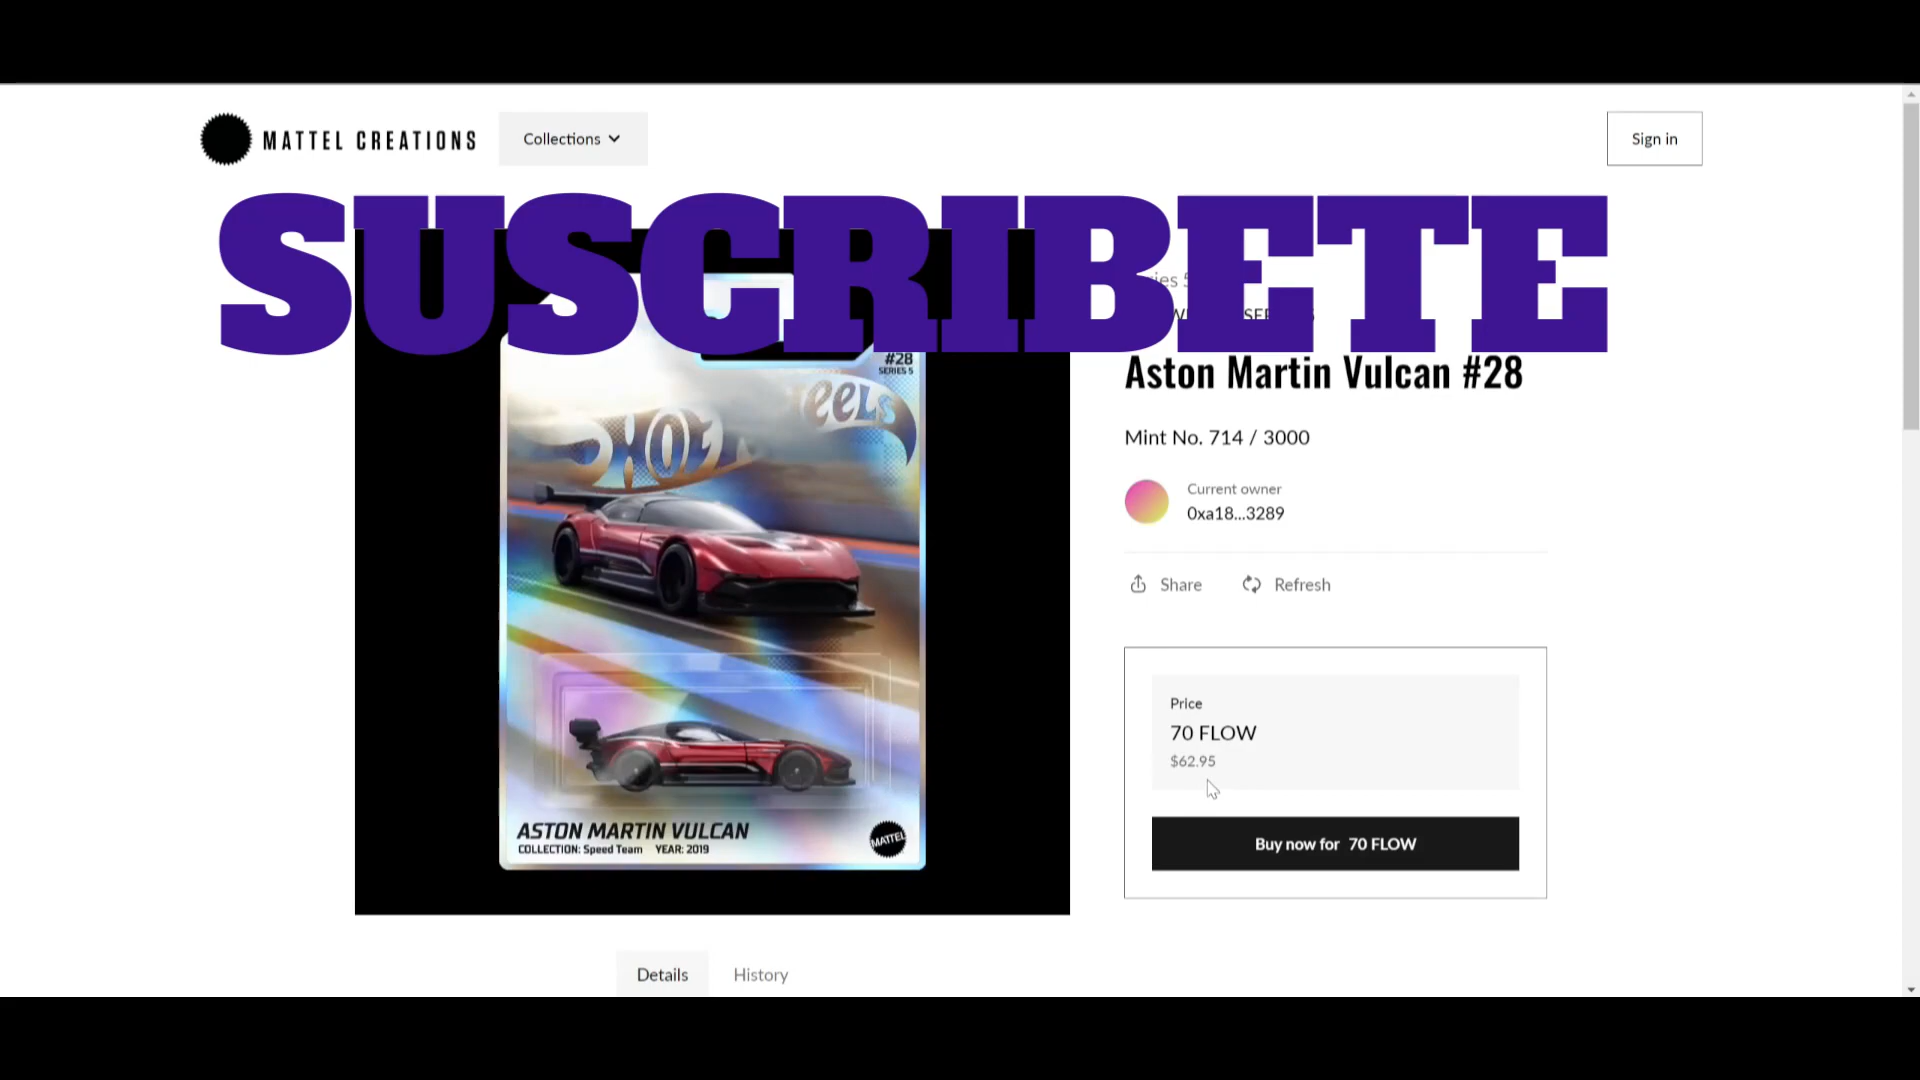 MATTEL CREATIONS
Collections
Sign in
SUSCRIBETE
#28
SERIES 5
Aston Martin Vulcan #28
Mint No. 714 / 3000
Current owner
0xa18...3289
Share
Refresh
Price
70 FLOW
$62.95
Buy now for 70 FLOW
ASTON MARTIN VULCAN
COLLECTION: Speed Team YEAR: 2019
MATTEL
Details
History